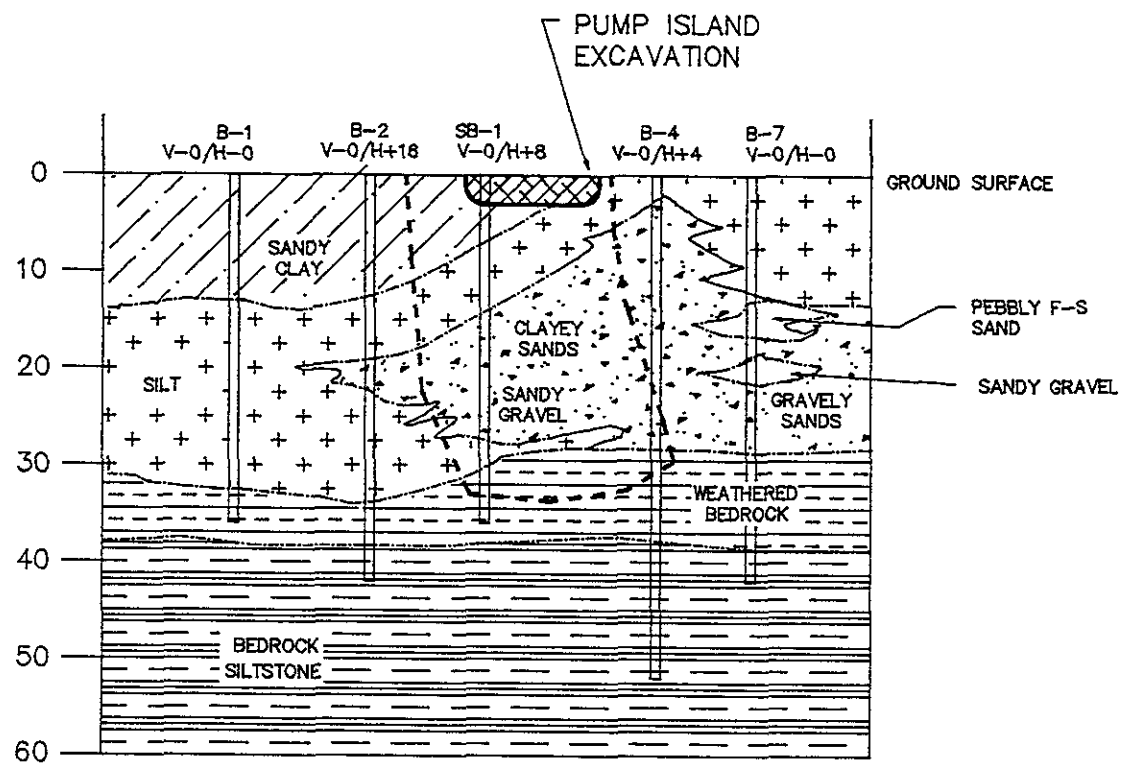 PUMP ISLAND
EXCAVATION
B-1
V-0/H-0
B-2
V-0/H+18
SB-1
V-0/H+8
B-4
V-0/H+4
B-7
V-0/H-0
0
GROUND SURFACE
SANDY
CLAY
10
PEBBLY F-S
SAND
CLAYEY
SANDS
20
SILT
SANDY GRAVEL
SANDY
GRAVEL
GRAVELY
SANDS
30
WEATHERED
BEDROCK
40
BEDROCK
SILTSTONE
50
60